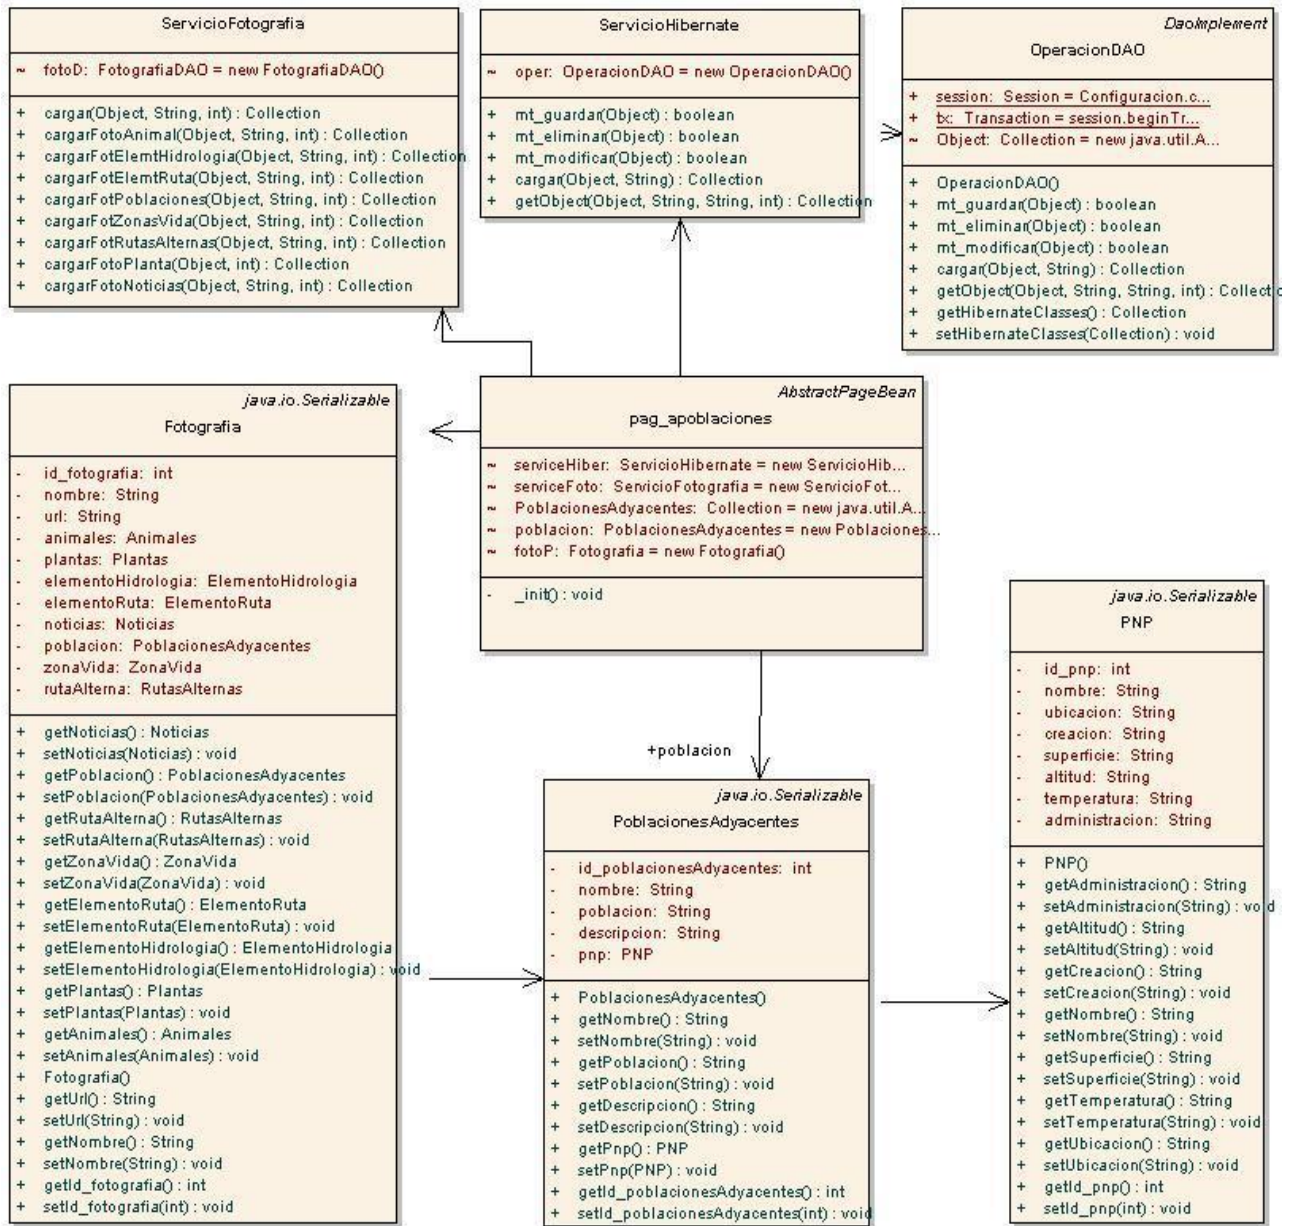 ServicioFotografia
~ fotoD: FotografiaDAO = new FotografiaDAO()
+ cargar(Object, String, int) : Collection
+ cargarFotoAnimal(Object, String, int) : Collection
+ cargarFotElemtHidrologia(Object, String, int) : Collection
+ cargarFotElemtRuta(Object, String, int) : Collection
+ cargarFotPoblaciones(Object, String, int) : Collection
+ cargarFotZonasVida(Object, String, int) : Collection
+ cargarFotRutasAlternas(Object, String, int) : Collection
+ cargarFotoPlanta(Object, int) : Collection
+ cargarFotoNoticias(Object, String, int) : Collection
ServicioHibernate
~ oper: OperacionDAO = new OperacionDAO()
+ mt_guardar(Object) : boolean
+ mt_eliminar(Object) : boolean
+ mt_modificar(Object) : boolean
+ cargar(Object, String) : Collection
+ getObject(Object, String, String, int) : Collection
DaoImplement
OperacionDAO
+ session: Session = Configuracion.c...
+ tx: Transaction = session.beginTr...
~ Object: Collection = new java.util.A...
+ OperacionDAO()
+ mt_guardar(Object) : boolean
+ mt_eliminar(Object) : boolean
+ mt_modificar(Object) : boolean
+ cargar(Object, String) : Collection
+ getObject(Object, String, String, int) : Collectic
+ getHibernateClasses() : Collection
+ setHibernateClasses(Collection) : void
java.io.Serializable
Fotografia
- id_fotografia: int
- nombre: String
- url: String
- animales: Animales
- plantas: Plantas
- elementoHidrologia: ElementoHidrologia
- elementoRuta: ElementoRuta
- noticias: Noticias
- poblacion: PoblacionesAdyacentes
- zonaVida: ZonaVida
- rutaAlterna: RutasAlternas
+ getNoticias() : Noticias
+ setNoticias(Noticias) : void
+ getPoblacion() : PoblacionesAdyacentes
+ setPoblacion(PoblacionesAdyacentes) : void
+ getRutaAlterna() : RutasAlternas
+ setRutaAlterna(RutasAlternas) : void
+ getZonaVida() : ZonaVida
+ setZonaVida(ZonaVida) : void
+ getElementoRuta() : ElementoRuta
+ setElementoRuta(ElementoRuta) : void
+ getElementoHidrologia() : ElementoHidrologia
+ setElementoHidrologia(ElementoHidrologia) : void
+ getPlantas() : Plantas
+ setPlantas(Plantas) : void
+ getAnimales() : Animales
+ setAnimales(Animales) : void
+ Fotografia()
+ getUrl() : String
+ setUrl(String) : void
+ getNombre() : String
+ setNombre(String) : void
+ getId_fotografia() : int
+ setId_fotografia(int) : void
AbstractPageBean
pag_apoblaciones
~ serviceHiber: ServicioHibernate = new ServicioHib...
~ serviceFoto: ServicioFotografia = new ServicioFot...
~ PoblacionesAdyacentes: Collection = new java.util.A...
~ poblacion: PoblacionesAdyacentes = new Poblaciones...
~ fotoP: Fotografia = new Fotografia()
- _init() : void
+poblacion
java.io.Serializable
PoblacionesAdyacentes
- id_poblacionesAdyacentes: int
- nombre: String
- poblacion: String
- descripcion: String
- pnp: PNP
+ PoblacionesAdyacentes()
+ getNombre() : String
+ setNombre(String) : void
+ getPoblacion() : String
+ setPoblacion(String) : void
+ getDescripcion() : String
+ setDescripcion(String) : void
+ getPnp() : PNP
+ setPnp(PNP) : void
+ getId_poblacionesAdyacentes() : int
+ setId_poblacionesAdyacentes(int) : void
java.io.Serializable
PNP
- id_pnp: int
- nombre: String
- ubicacion: String
- creacion: String
- superficie: String
- altitud: String
- temperatura: String
- administracion: String
+ PNP()
+ getAdministracion() : String
+ setAdministracion(String) : void
+ getAltitud() : String
+ setAltitud(String) : void
+ getCreacion() : String
+ setCreacion(String) : void
+ getNombre() : String
+ setNombre(String) : void
+ getSuperficie() : String
+ setSuperficie(String) : void
+ getTemperatura() : String
+ setTemperatura(String) : void
+ getUbicacion() : String
+ setUbicacion(String) : void
+ getId_pnp() : int
+ setId_pnp(int) : void